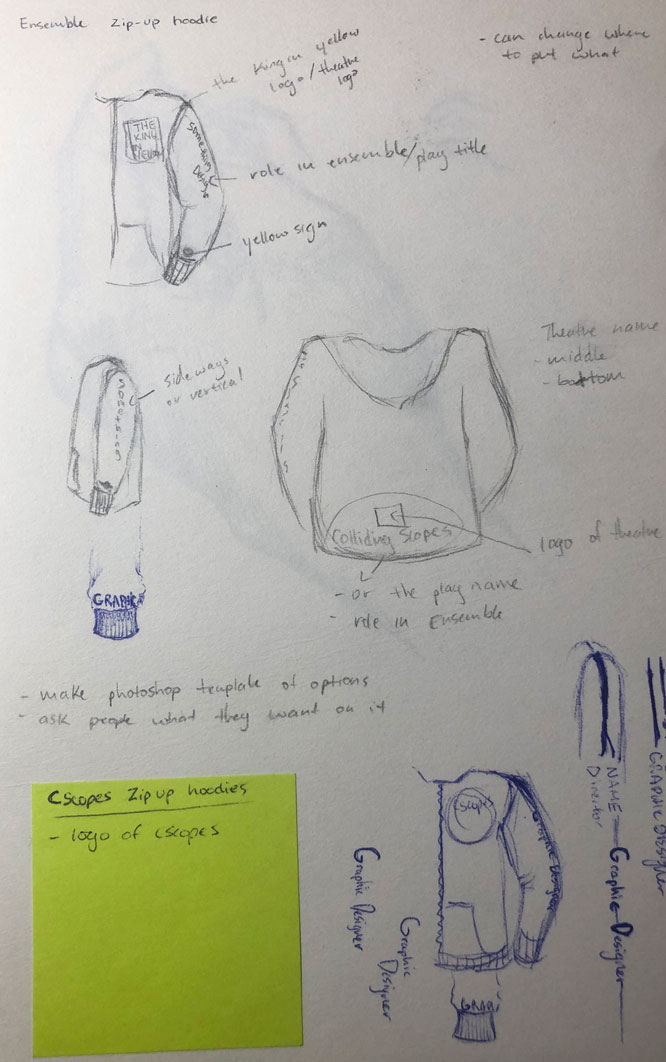 Ensemble Zip-up hoodie
- can change where
to put what
the King in yellow
logo/theatre
logo
THE
KING
IN
YELLOW
something
role in ensemble/play title
yellow sign
Theatre name
- middle
- bottom
sideways
or vertical
Colliding Scopes
logo of theatre
- or the play name
- role in Ensemble
GRAPHIC
- make photoshop template of options
- ask people what they want on it
Cscopes Zip up hoodies
- logo of cscopes
Cscopes
Graphic Designer
GRAPHIC DESIGNER
NAME
Director
Graphic Designer
Graphic Designer
Graphic
Designer
GRAP